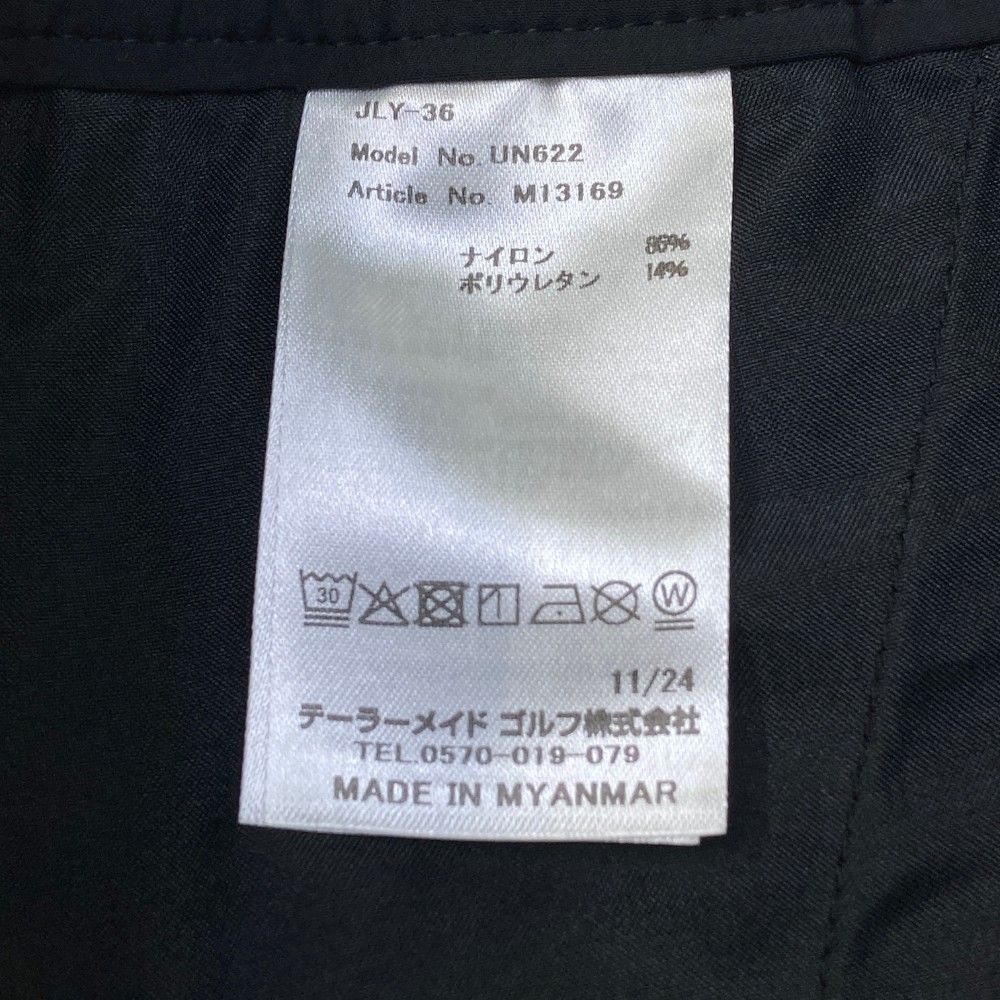 JLY-36
Model No. UN622
Article No. M13169
ナイロン 86%
ポリウレタン 14%
30 W
11/24
テーラーメイド ゴルフ株式会社
TEL.0570-019-079
MADE IN MYANMAR